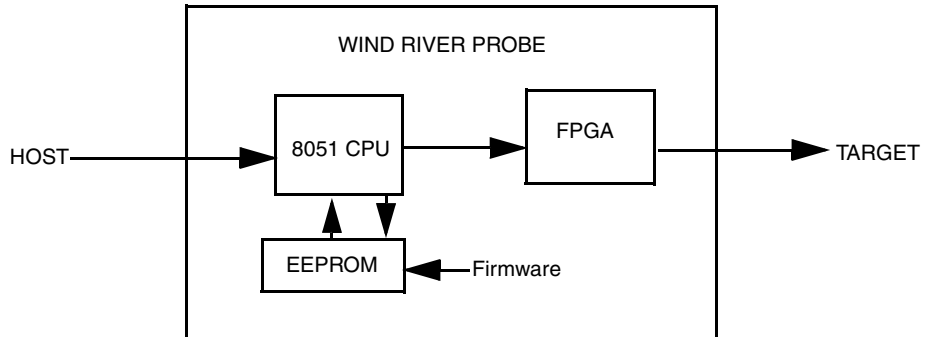 WIND RIVER PROBE
HOST
8051 CPU
FPGA
TARGET
EEPROM
Firmware